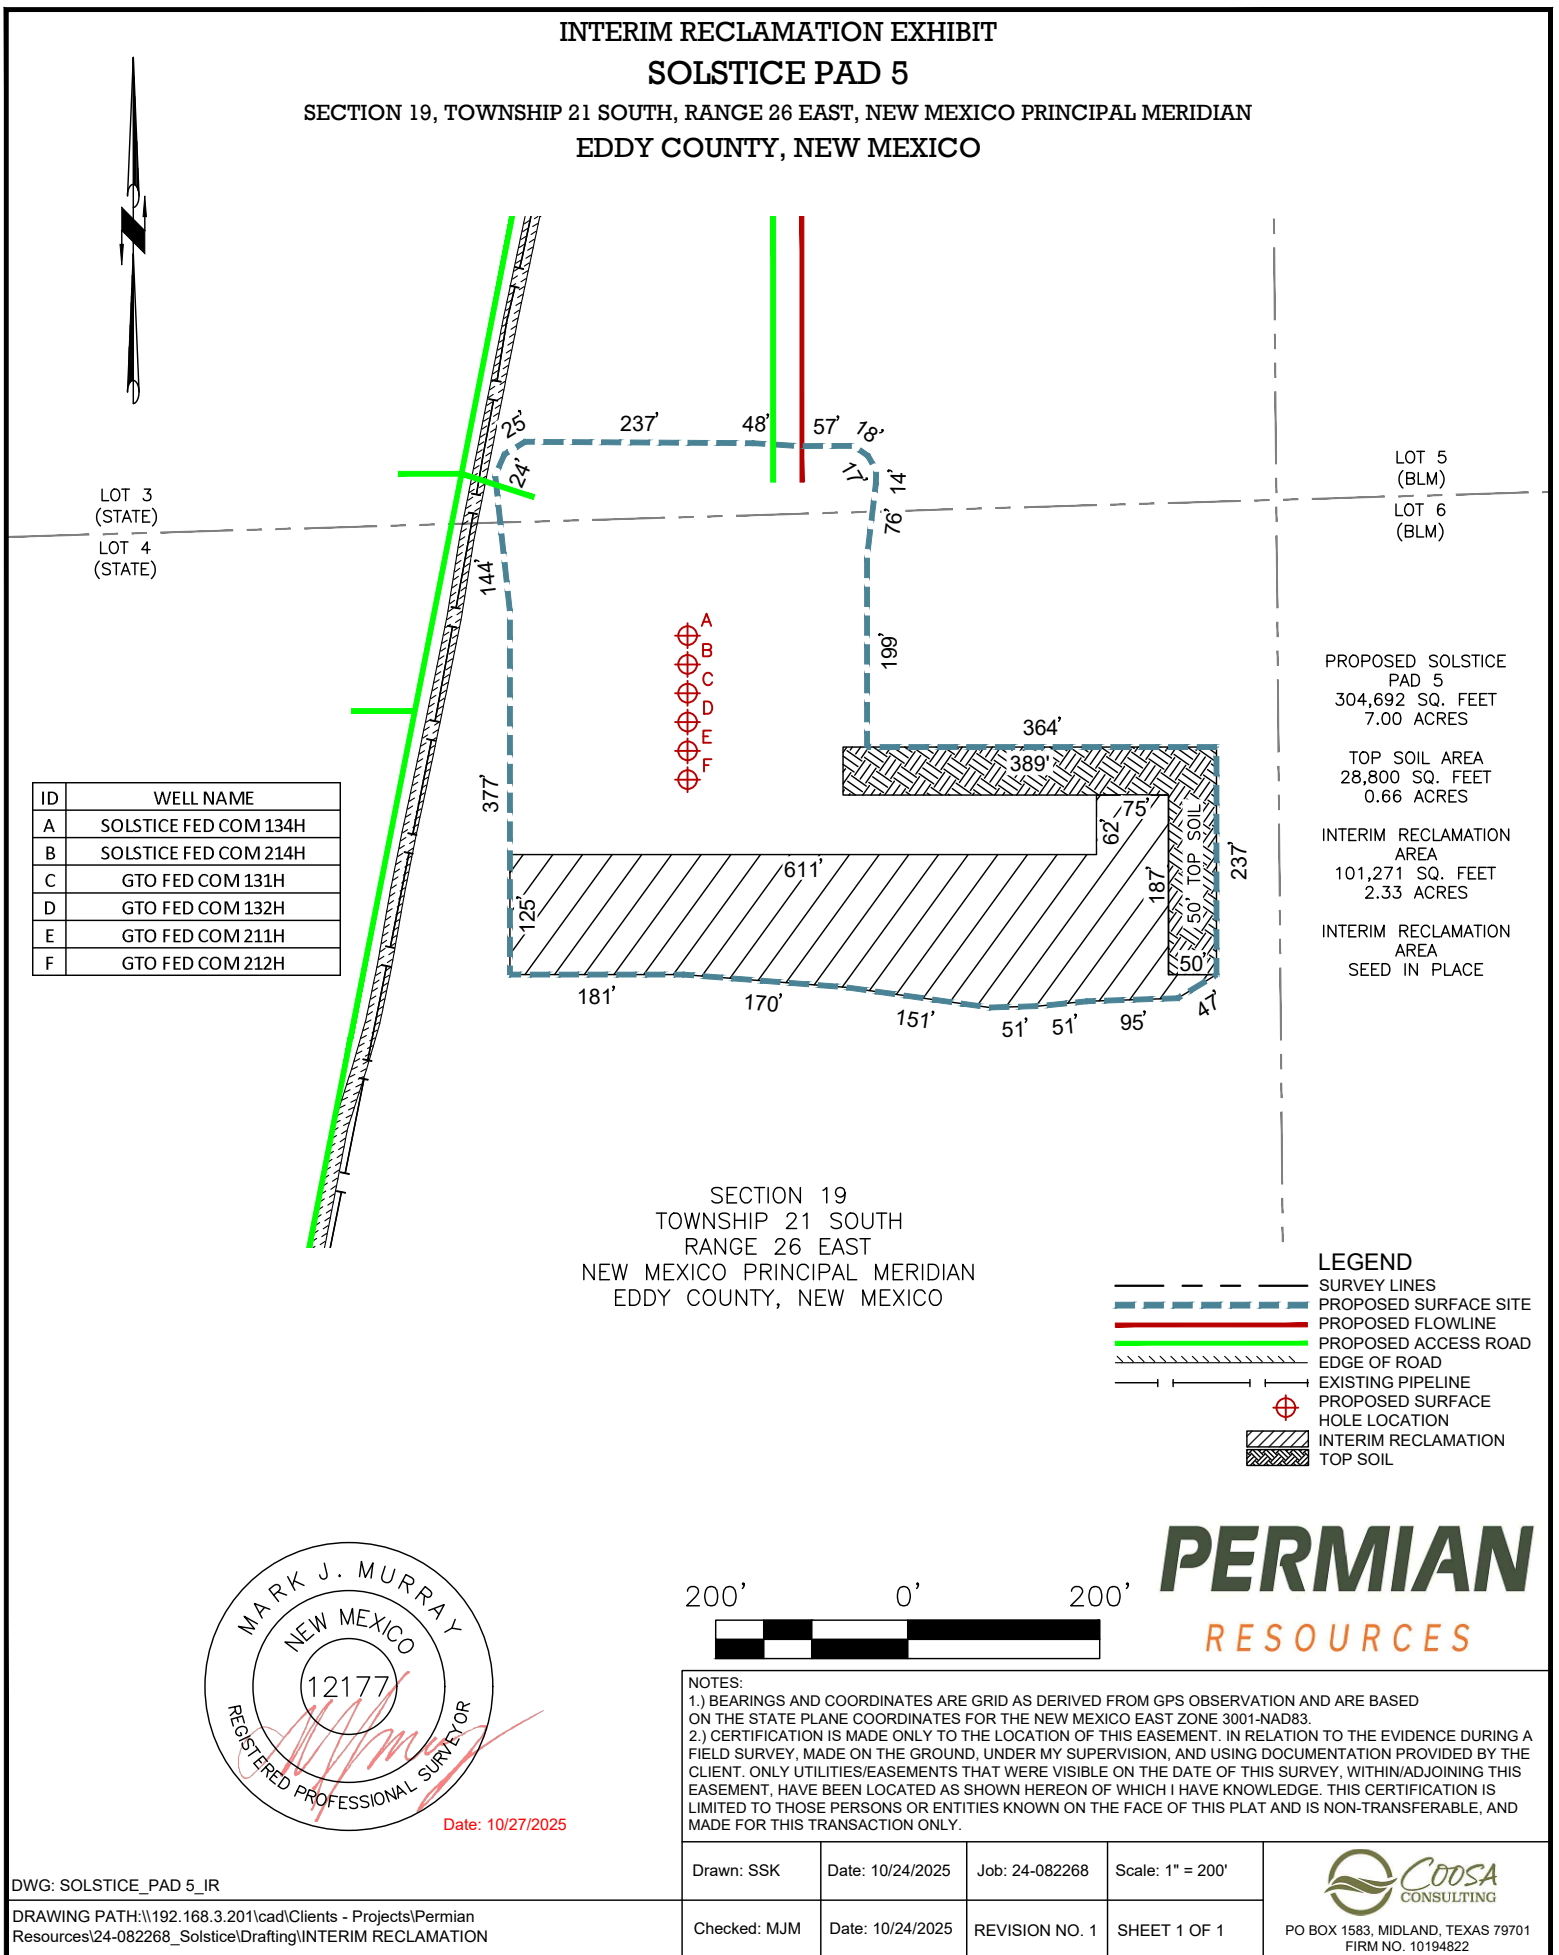 INTERIM RECLAMATION EXHIBIT
SOLSTICE PAD 5
SECTION 19, TOWNSHIP 21 SOUTH, RANGE 26 EAST, NEW MEXICO PRINCIPAL MERIDIAN
EDDY COUNTY, NEW MEXICO
N
25'
237'
48'
57'
18'
24'
17'
14'
76'
LOT 3
(STATE)
LOT 4
(STATE)
LOT 5
(BLM)
LOT 6
(BLM)
144'
199'
A
B
C
D
E
F
377'
364'
389'
75'
62'
611'
125'
187'
50' TOP SOIL
237'
50'
181'
170'
151'
51'
51'
95'
47'
PROPOSED SOLSTICE
PAD 5
304,692 SQ. FEET
7.00 ACRES
TOP SOIL AREA
28,800 SQ. FEET
0.66 ACRES
INTERIM RECLAMATION
AREA
101,271 SQ. FEET
2.33 ACRES
INTERIM RECLAMATION
AREA
SEED IN PLACE
ID WELL NAME
A SOLSTICE FED COM 134H
B SOLSTICE FED COM 214H
C GTO FED COM 131H
D GTO FED COM 132H
E GTO FED COM 211H
F GTO FED COM 212H
SECTION 19
TOWNSHIP 21 SOUTH
RANGE 26 EAST
NEW MEXICO PRINCIPAL MERIDIAN
EDDY COUNTY, NEW MEXICO
LEGEND
SURVEY LINES
PROPOSED SURFACE SITE
PROPOSED FLOWLINE
PROPOSED ACCESS ROAD
EDGE OF ROAD
EXISTING PIPELINE
PROPOSED SURFACE
HOLE LOCATION
INTERIM RECLAMATION
TOP SOIL
MARK J. MURRAY
NEW MEXICO
12177
REGISTERED PROFESSIONAL SURVEYOR
Date: 10/27/2025
200' 0' 200'
PERMIAN
RESOURCES
NOTES:
1.) BEARINGS AND COORDINATES ARE GRID AS DERIVED FROM GPS OBSERVATION AND ARE BASED
ON THE STATE PLANE COORDINATES FOR THE NEW MEXICO EAST ZONE 3001-NAD83.
2.) CERTIFICATION IS MADE ONLY TO THE LOCATION OF THIS EASEMENT. IN RELATION TO THE EVIDENCE DURING A
FIELD SURVEY, MADE ON THE GROUND, UNDER MY SUPERVISION, AND USING DOCUMENTATION PROVIDED BY THE
CLIENT. ONLY UTILITIES/EASEMENTS THAT WERE VISIBLE ON THE DATE OF THIS SURVEY, WITHIN/ADJOINING THIS
EASEMENT, HAVE BEEN LOCATED AS SHOWN HEREON OF WHICH I HAVE KNOWLEDGE. THIS CERTIFICATION IS
LIMITED TO THOSE PERSONS OR ENTITIES KNOWN ON THE FACE OF THIS PLAT AND IS NON-TRANSFERABLE, AND
MADE FOR THIS TRANSACTION ONLY.
DWG: SOLSTICE_PAD 5_IR
DRAWING PATH:\\192.168.3.201\cad\Clients - Projects\Permian
Resources\24-082268_Solstice\Drafting\INTERIM RECLAMATION
Drawn: SSK Date: 10/24/2025 Job: 24-082268 Scale: 1" = 200'
Checked: MJM Date: 10/24/2025 REVISION NO. 1 SHEET 1 OF 1
COOSA
CONSULTING
PO BOX 1583, MIDLAND, TEXAS 79701
FIRM NO. 10194822